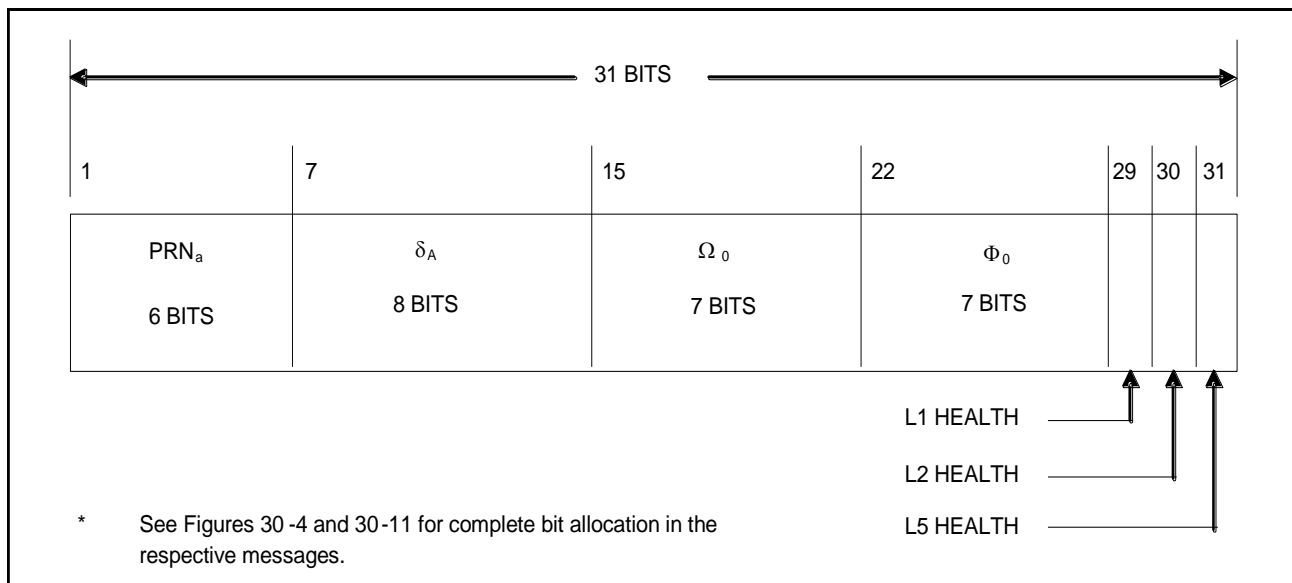 31 BITS
1 7 15 22 29 30 31
PRNₐ δ_A Ω₀ Φ₀
6 BITS 8 BITS 7 BITS 7 BITS
L1 HEALTH
L2 HEALTH
L5 HEALTH
* See Figures 30-4 and 30-11 for complete bit allocation in the
respective messages.